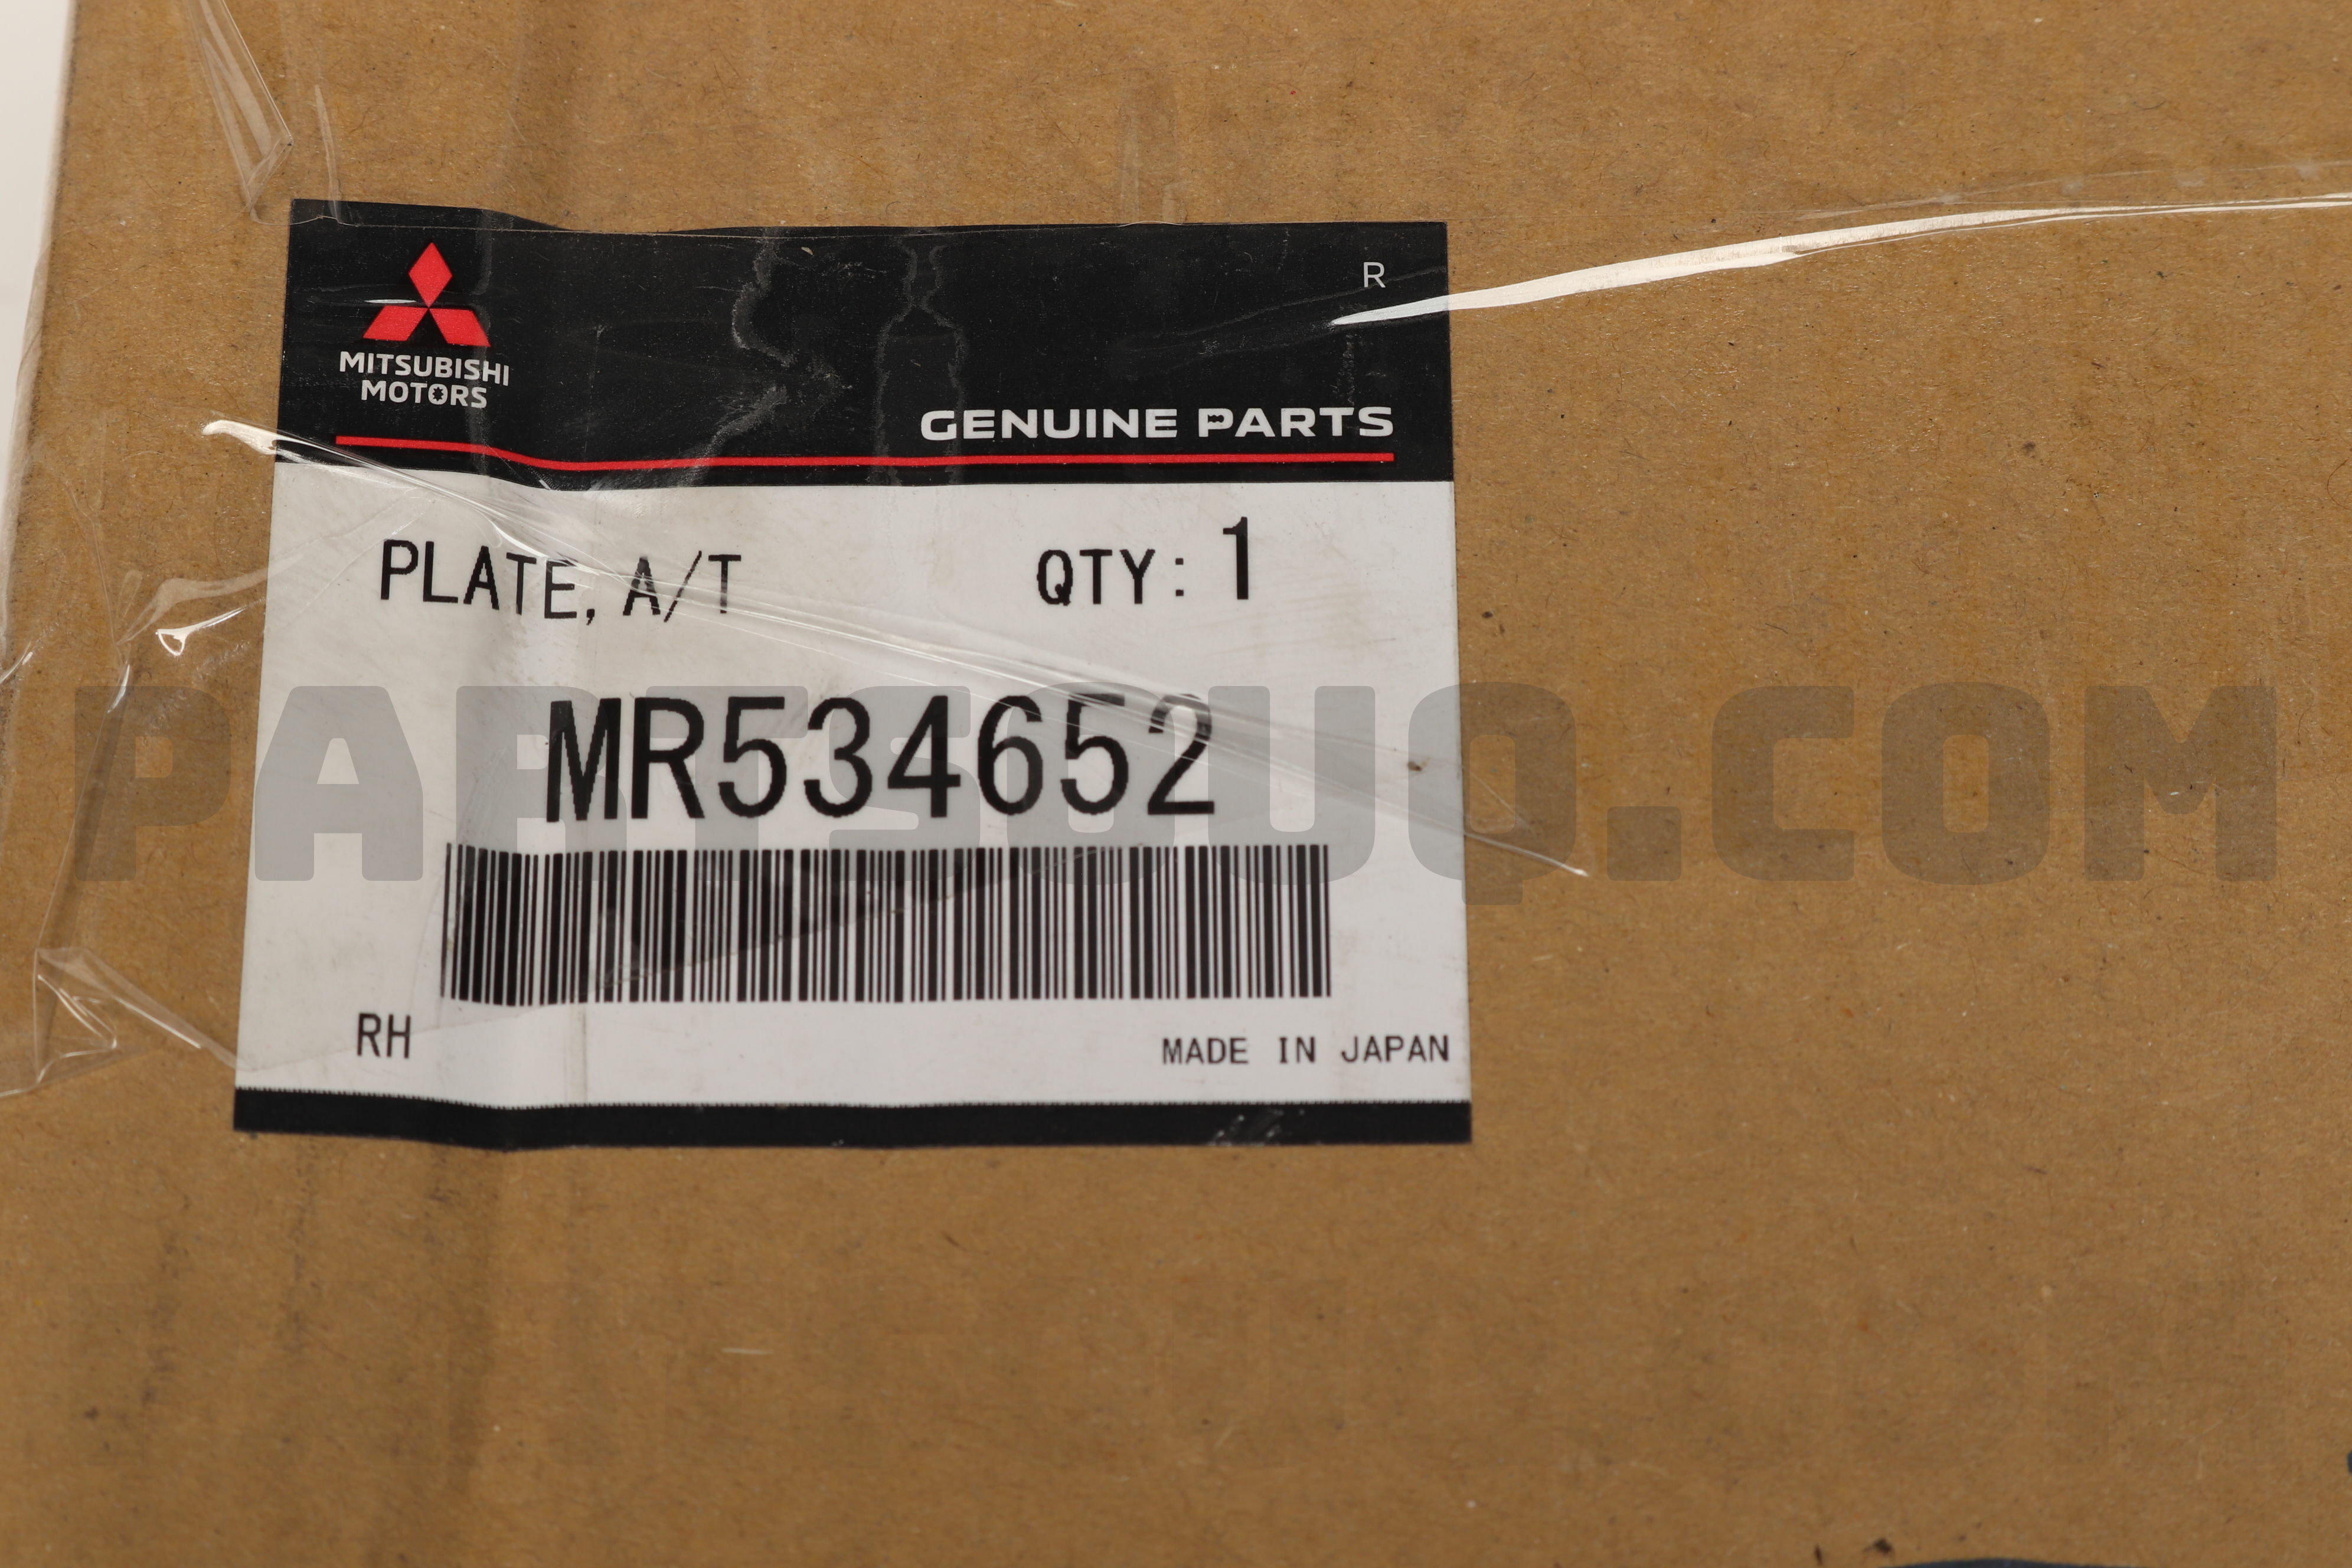 R
MITSUBISHI
MOTORS
GENUINE PARTS
PLATE, A/T QTY: 1
MR534652
PARTSOUQ.COM
RH MADE IN JAPAN